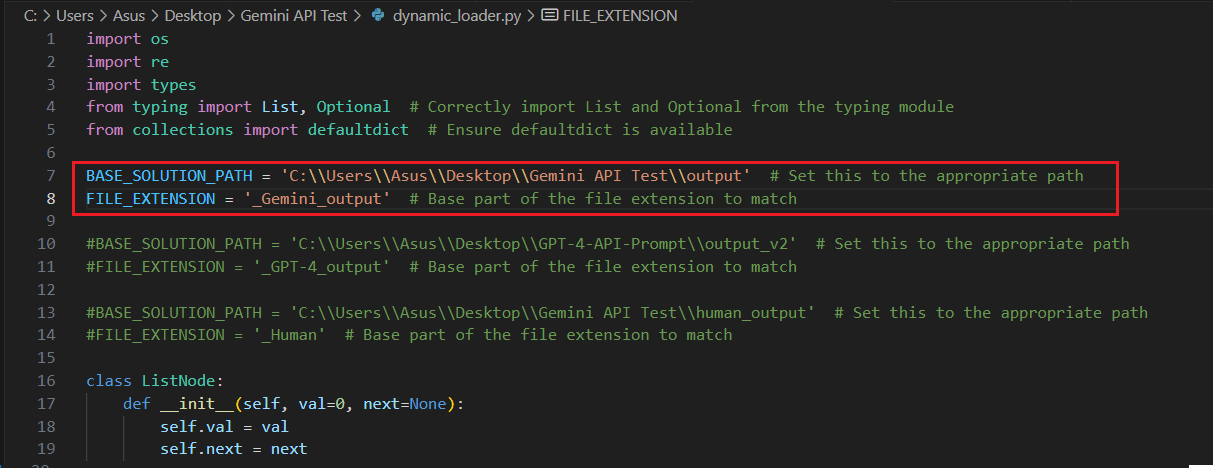 C: > Users > Asus > Desktop > Gemini API Test > dynamic_loader.py > FILE_EXTENSION
1 import os
2 import re
3 import types
4 from typing import List, Optional  # Correctly import List and Optional from the typing module
5 from collections import defaultdict  # Ensure defaultdict is available
6
7 BASE_SOLUTION_PATH = 'C:\\Users\\Asus\\Desktop\\Gemini API Test\\output'  # Set this to the appropriate path
8 FILE_EXTENSION = '_Gemini_output'  # Base part of the file extension to match
9
10 #BASE_SOLUTION_PATH = 'C:\\Users\\Asus\\Desktop\\GPT-4-API-Prompt\\output_v2'  # Set this to the appropriate path
11 #FILE_EXTENSION = '_GPT-4_output'  # Base part of the file extension to match
12
13 #BASE_SOLUTION_PATH = 'C:\\Users\\Asus\\Desktop\\Gemini API Test\\human_output'  # Set this to the appropriate path
14 #FILE_EXTENSION = '_Human'  # Base part of the file extension to match
15
16 class ListNode:
17     def __init__(self, val=0, next=None):
18         self.val = val
19         self.next = next